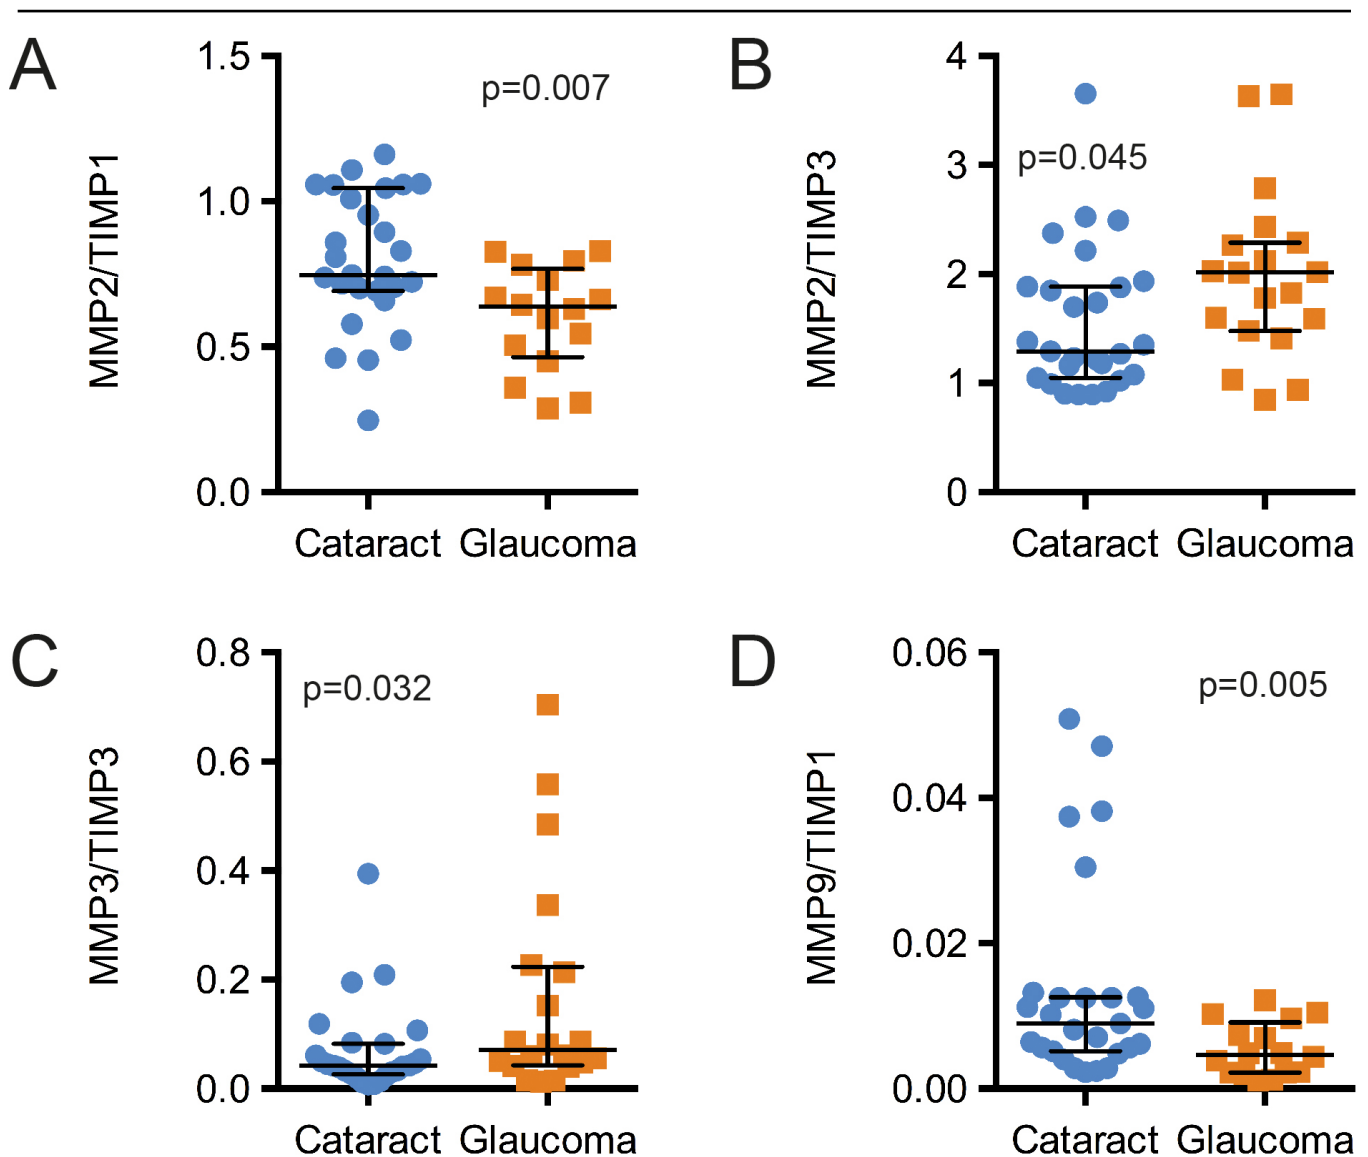 A
MMP2/TIMP1
1.5
1.0
0.5
0.0
p=0.007
Cataract Glaucoma
B
MMP2/TIMP3
4
3
2
1
0
p=0.045
Cataract Glaucoma
C
MMP3/TIMP3
0.8
0.6
0.4
0.2
0.0
p=0.032
Cataract Glaucoma
D
MMP9/TIMP1
0.06
0.04
0.02
0.00
p=0.005
Cataract Glaucoma